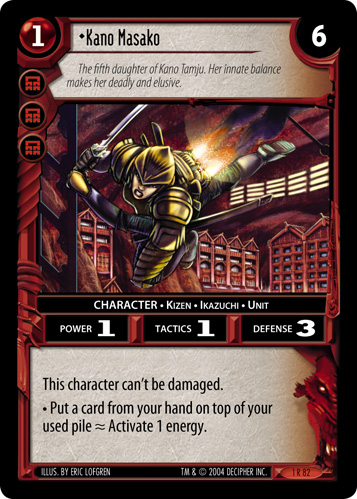 1 •Kano Masako 6
The fifth daughter of Kano Tamju. Her innate balance
makes her deadly and elusive.
CHARACTER • KIZEN • IKAZUCHI • UNIT
POWER 1 TACTICS 1 DEFENSE 3
This character can't be damaged.
• Put a card from your hand on top of your
used pile ≈ Activate 1 energy.
ILLUS. BY ERIC LOFGREN TM & © 2004 DECIPHER INC. 1 R 82